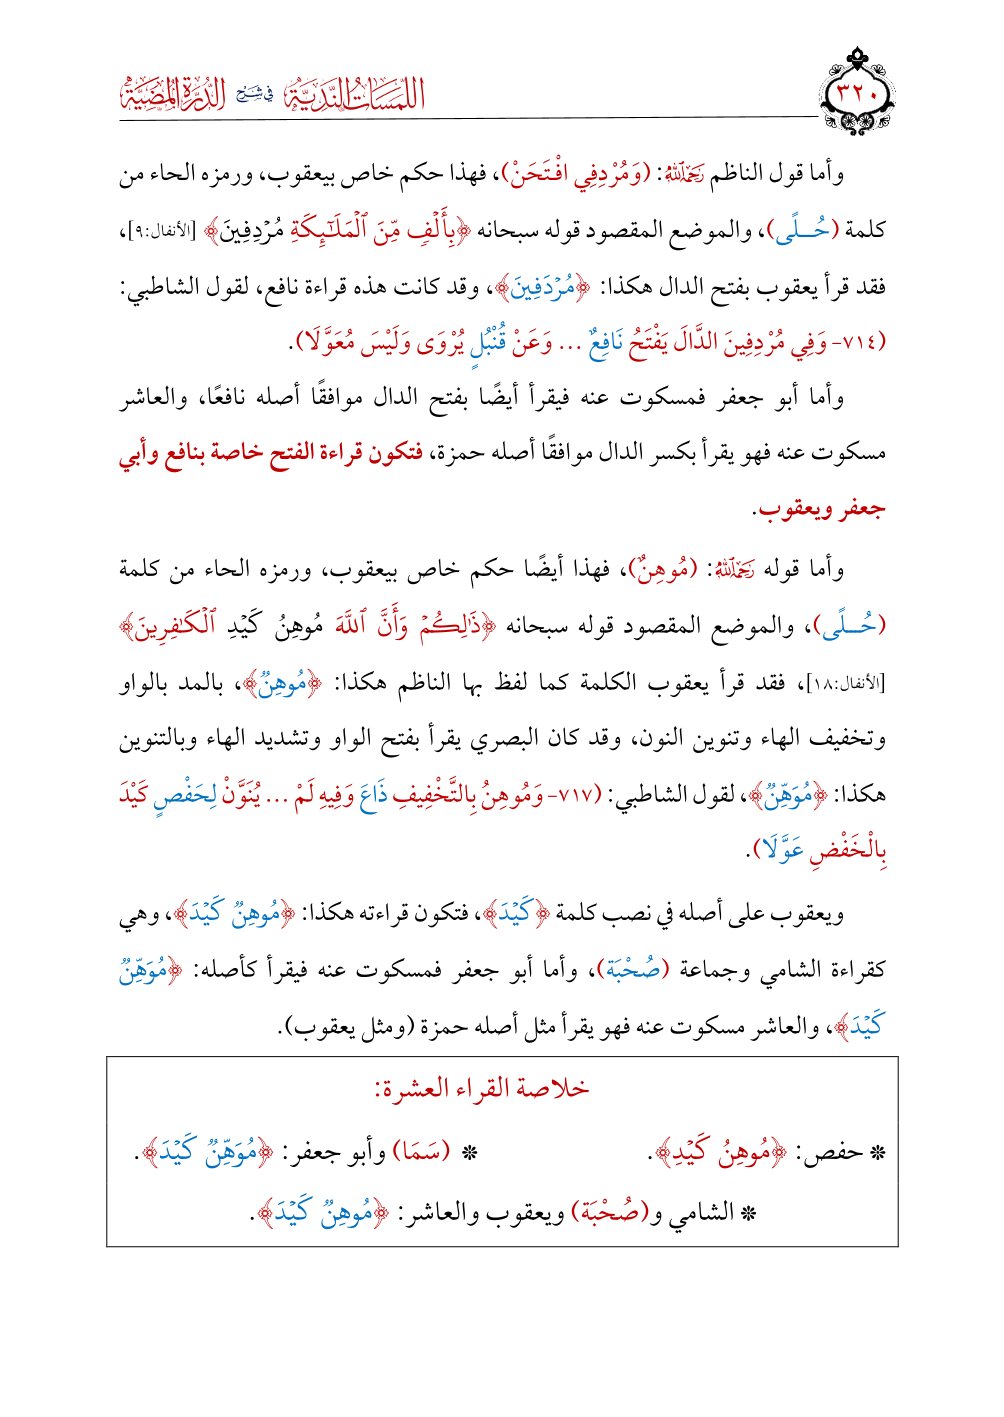 اللمسات الندية في شرح الدرة المضية
٣٢٠
وأما قول الناظم رَحِمَهُ ٱللَّهُ: (وَمُرْدِفِي افْتَحَنْ)، فهذا حكم خاص بيعقوب، ورمزه الحاء من
كلمة (حُــلًى)، والموضع المقصود قوله سبحانه ﴿بِأَلۡفٖ مِّنَ ٱلۡمَلَٰٓئِكَةِ مُرۡدِفِينَ﴾ [الأنفال:٩]،
فقد قرأ يعقوب بفتح الدال هكذا: ﴿مُرۡدَفِينَ﴾، وقد كانت هذه قراءة نافع، لقول الشاطبي:
(٧١٤- وَفِي مُرْدِفِينَ الدَّالَ يَفْتَحُ نَافِعٌ ... وَعَنْ قُنْبُلٍ يُرْوَى وَلَيْسَ مُعَوَّلَا).
وأما أبو جعفر فمسكوت عنه فيقرأ أيضًا بفتح الدال موافقًا أصله نافعًا، والعاشر
مسكوت عنه فهو يقرأ بكسر الدال موافقًا أصله حمزة، فتكون قراءة الفتح خاصة بنافع وأبي
جعفر ويعقوب.
وأما قوله رَحِمَهُ ٱللَّهُ: (مُوهِنٌ)، فهذا أيضًا حكم خاص بيعقوب، ورمزه الحاء من كلمة
(حُــلًى)، والموضع المقصود قوله سبحانه ﴿ذَٰلِكُمۡ وَأَنَّ ٱللَّهَ مُوهِنُ كَيۡدِ ٱلۡكَٰفِرِينَ﴾
[الأنفال:١٨]، فقد قرأ يعقوب الكلمة كما لفظ بها الناظم هكذا: ﴿مُوهِنٌ﴾، بالمد بالواو
وتخفيف الهاء وتنوين النون، وقد كان البصري يقرأ بفتح الواو وتشديد الهاء وبالتنوين
هكذا: ﴿مُوَهِّنٌ﴾، لقول الشاطبي: (٧١٧- وَمُوهِنُ بِالتَّخْفِيفِ ذَاعَ وَفِيهِ لَمْ ... يُنَوَّنْ لِحَفْصٍ كَيْدَ
بِالْخَفْضِ عَوَّلَا).
ويعقوب على أصله في نصب كلمة ﴿كَيۡدَ﴾، فتكون قراءته هكذا: ﴿مُوهِنٌ كَيۡدَ﴾، وهي
كقراءة الشامي وجماعة (صُحْبَة)، وأما أبو جعفر فمسكوت عنه فيقرأ كأصله: ﴿مُوَهِّنٌ
كَيۡدَ﴾، والعاشر مسكوت عنه فهو يقرأ مثل أصله حمزة (ومثل يعقوب).
خلاصة القراء العشرة:
❊ حفص: ﴿مُوهِنُ كَيۡدِ﴾. ❊ (سَمَا) وأبو جعفر: ﴿مُوَهِّنٌ كَيۡدَ﴾.
❊ الشامي و(صُحْبَة) ويعقوب والعاشر: ﴿مُوهِنٌ كَيۡدَ﴾.